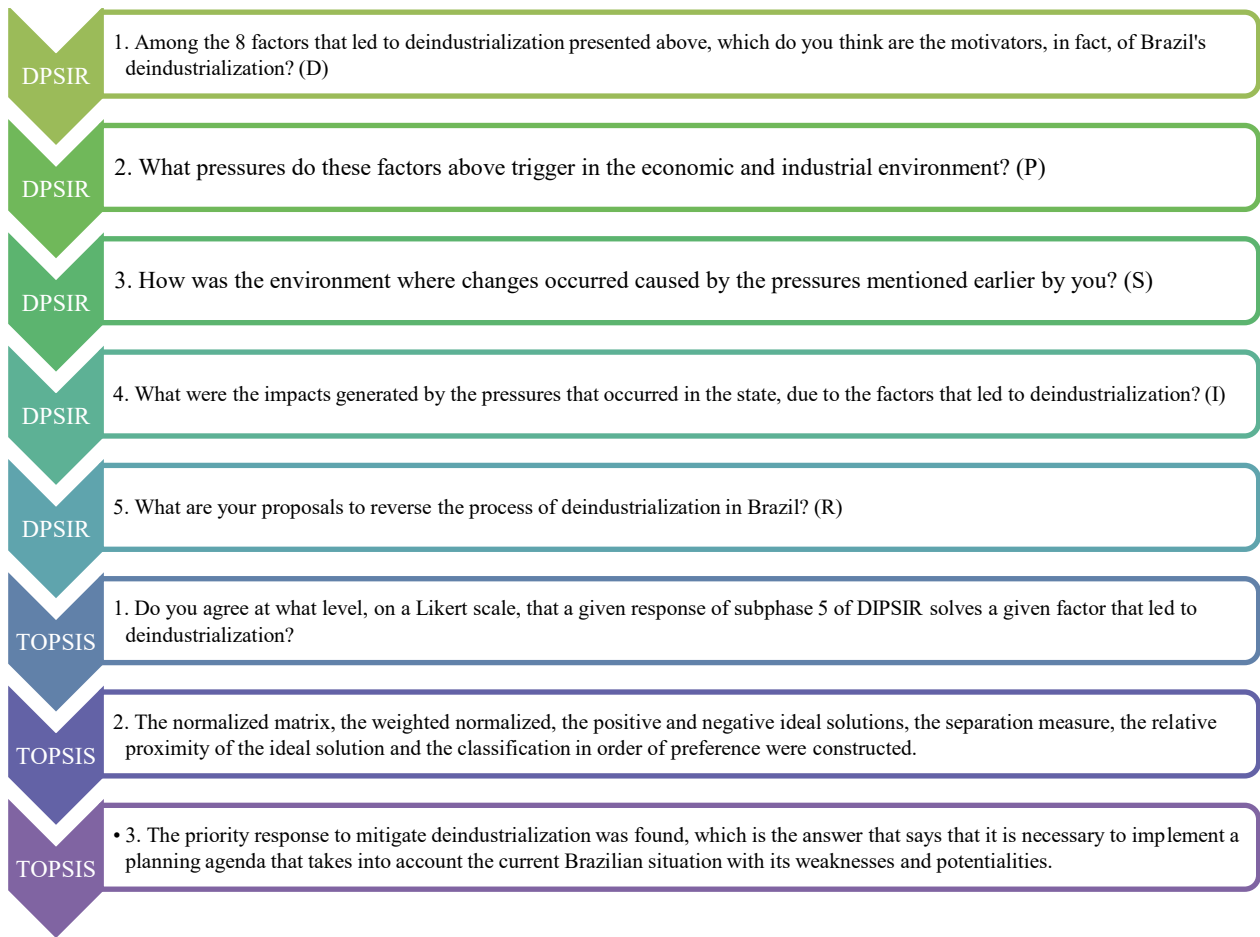 DPSIR
1. Among the 8 factors that led to deindustrialization presented above, which do you think are the motivators, in fact, of Brazil's
deindustrialization? (D)
DPSIR
2. What pressures do these factors above trigger in the economic and industrial environment? (P)
DPSIR
3. How was the environment where changes occurred caused by the pressures mentioned earlier by you? (S)
DPSIR
4. What were the impacts generated by the pressures that occurred in the state, due to the factors that led to deindustrialization? (I)
DPSIR
5. What are your proposals to reverse the process of deindustrialization in Brazil? (R)
TOPSIS
1. Do you agree at what level, on a Likert scale, that a given response of subphase 5 of DIPSIR solves a given factor that led to
deindustrialization?
TOPSIS
2. The normalized matrix, the weighted normalized, the positive and negative ideal solutions, the separation measure, the relative
proximity of the ideal solution and the classification in order of preference were constructed.
TOPSIS
• 3. The priority response to mitigate deindustrialization was found, which is the answer that says that it is necessary to implement a
planning agenda that takes into account the current Brazilian situation with its weaknesses and potentialities.